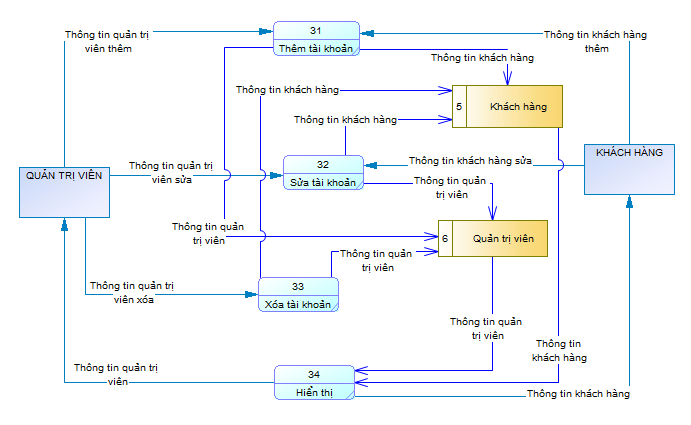 31
Thêm tài khoản
Thông tin quản trị
viên thêm
Thông tin khách hàng
thêm
Thông tin khách hàng
Thông tin khách hàng
5
Khách hàng
Thông tin khách hàng
KHÁCH HÀNG
32
Sửa tài khoản
Thông tin quản trị
viên sửa
Thông tin khách hàng sửa
QUẢN TRỊ VIÊN
Thông tin quản
trị viên
Thông tin quản
trị viên
6
Quản trị viên
Thông tin quản
trị viên
33
Xóa tài khoản
Thông tin quản trị
viên xóa
Thông tin quản
trị viên
Thông tin
khách hàng
34
Hiển thị
Thông tin quản trị
viên
Thông tin khách hàng